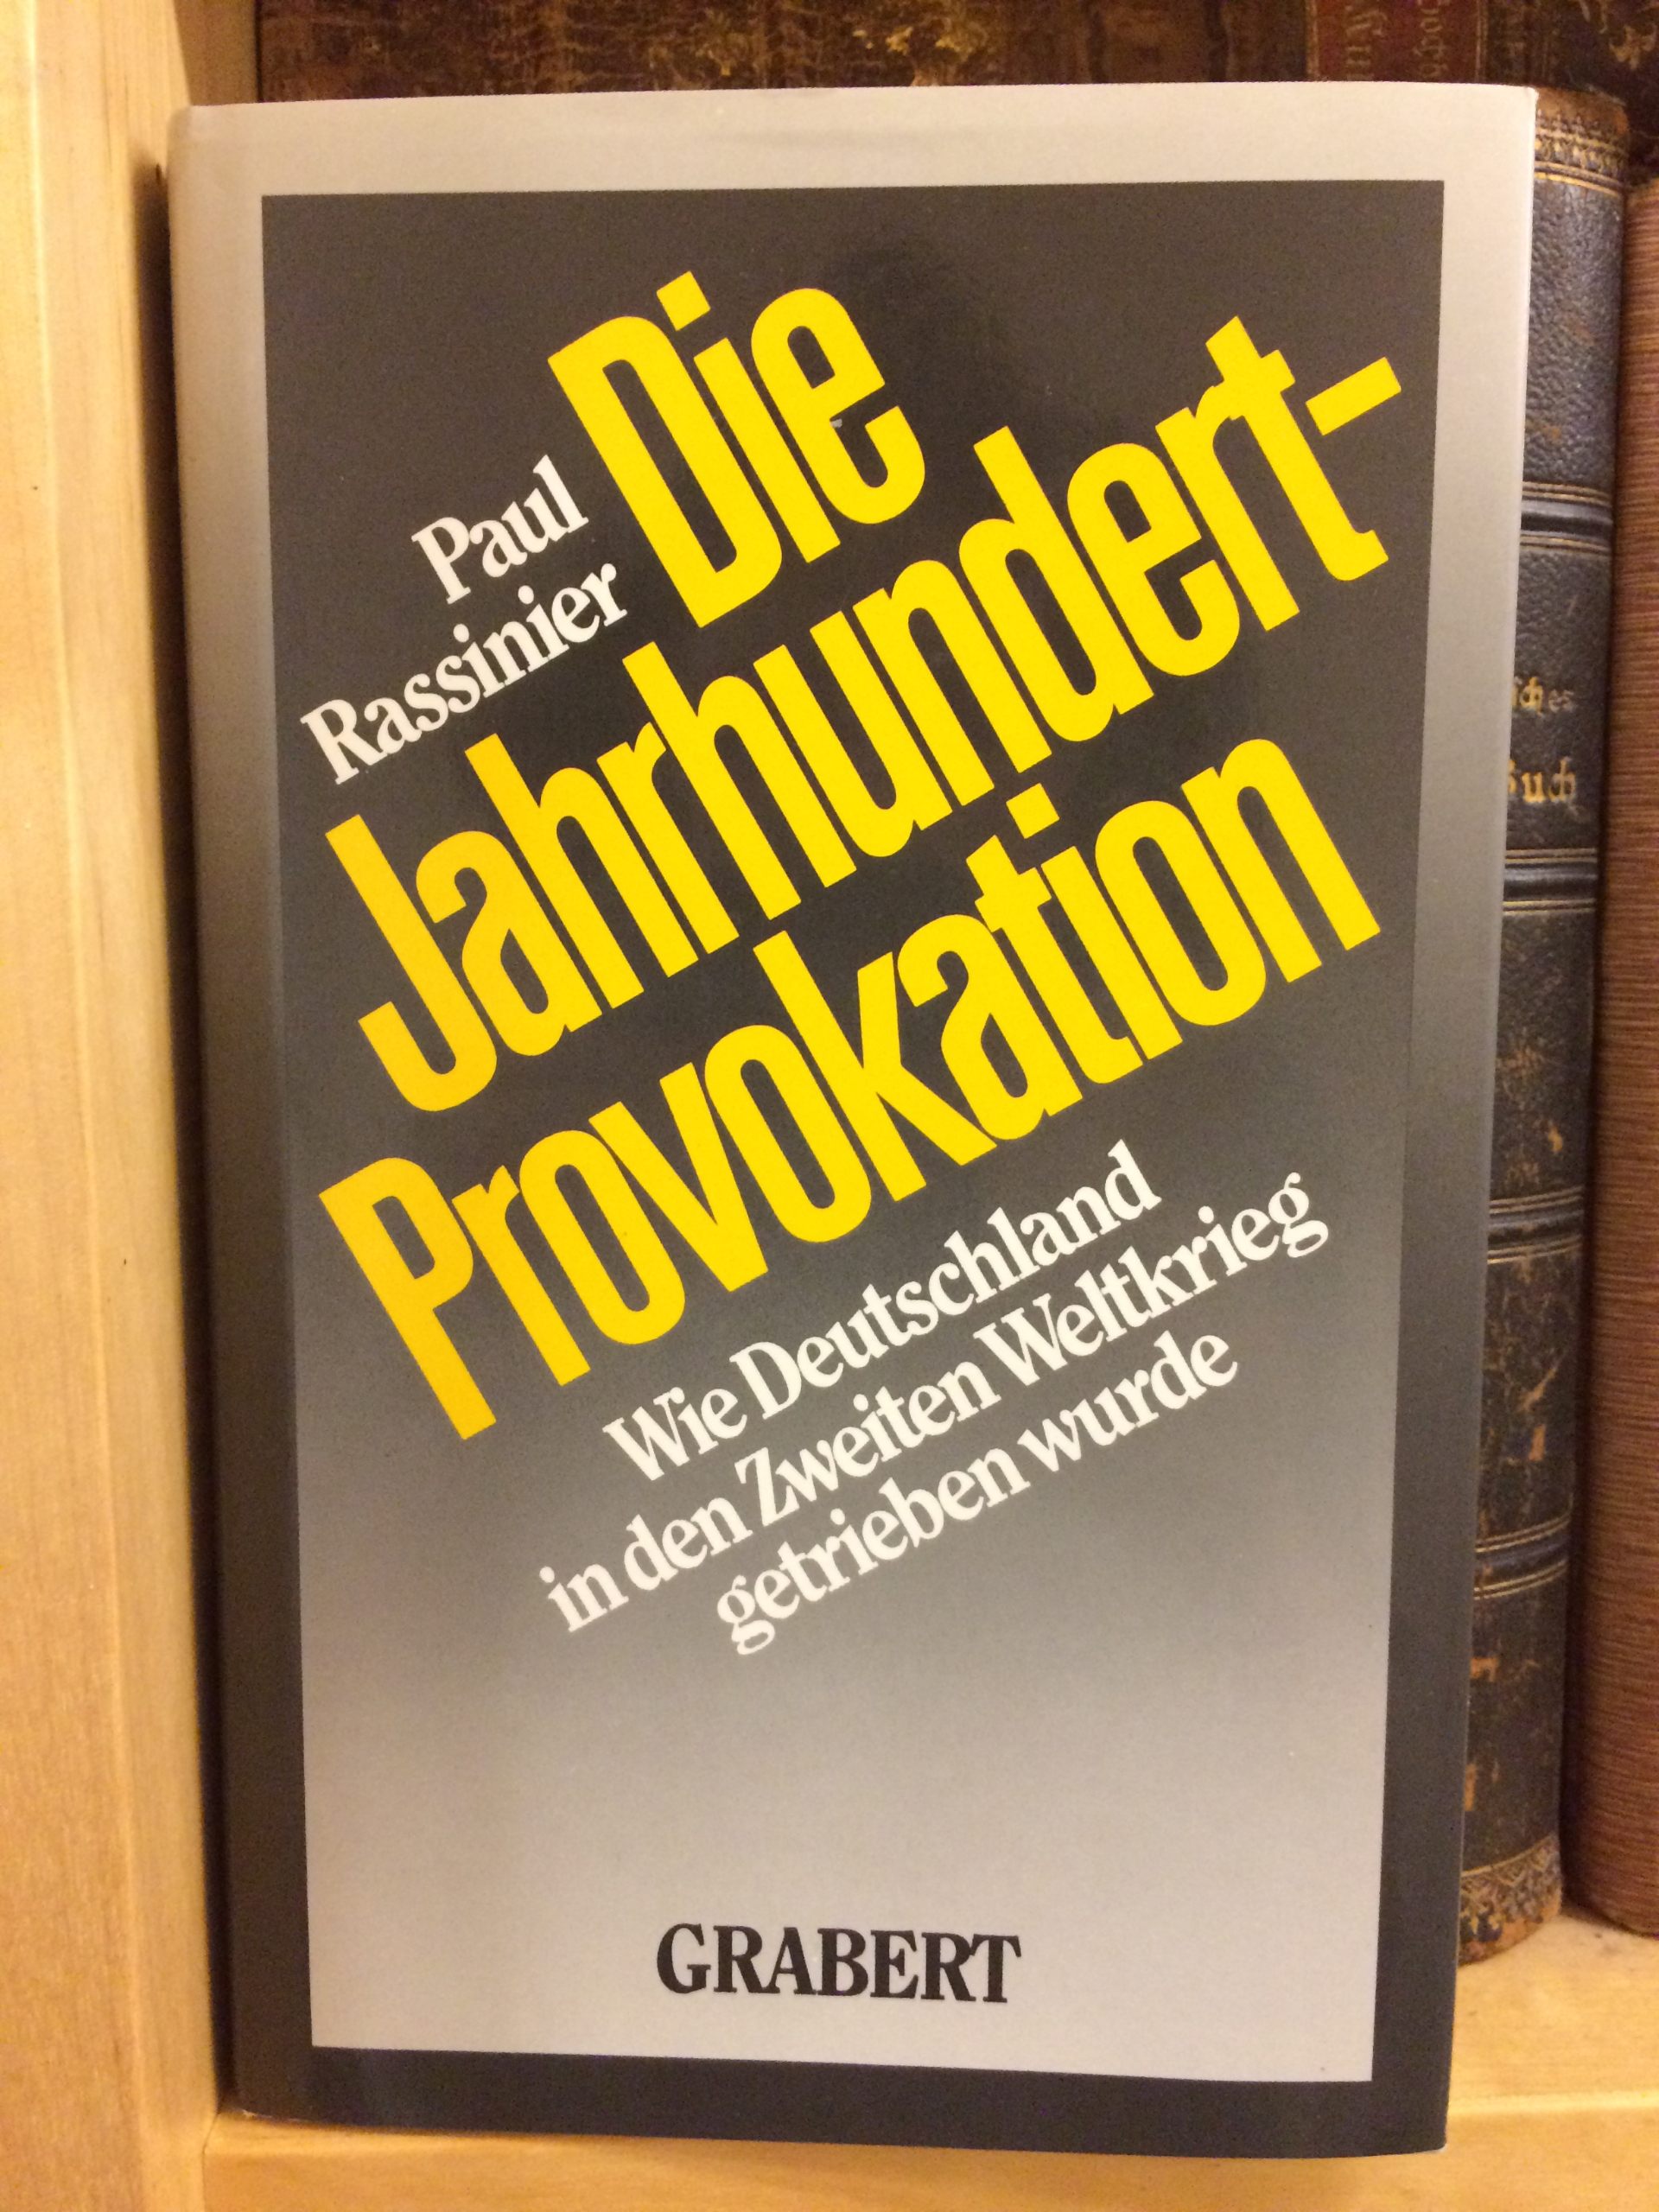 Paul
Rassinier
Die
Jahrhundert-
Provokation
Wie Deutschland
in den Zweiten Weltkrieg
getrieben wurde
GRABERT